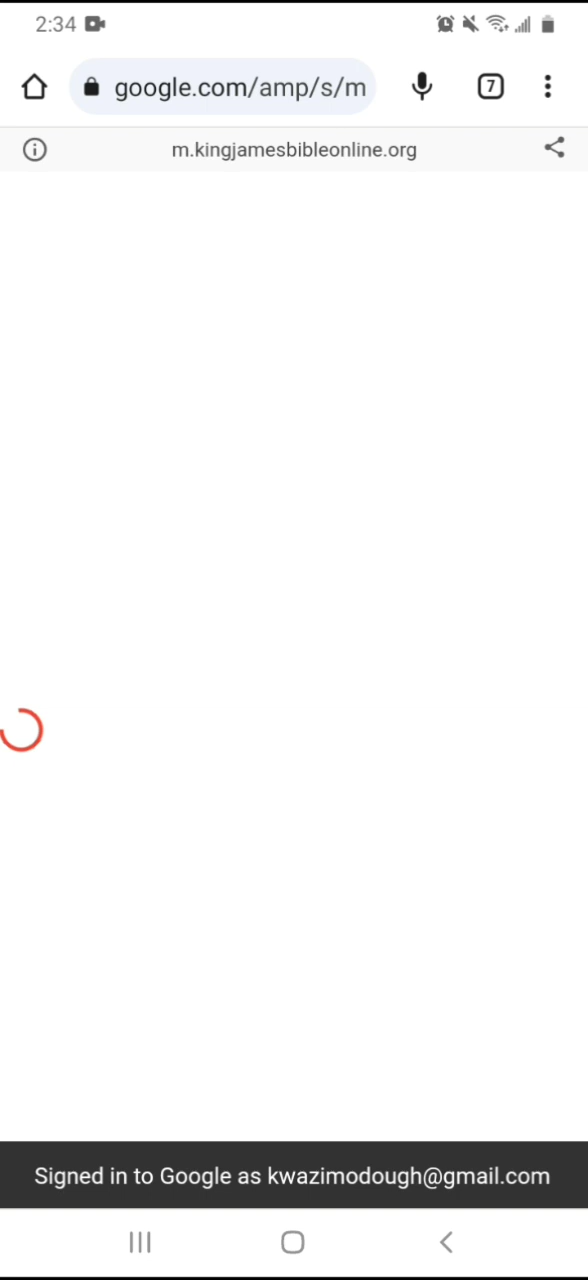 2:34
google.com/amp/s/m
7
m.kingjamesbibleonline.org
Signed in to Google as kwazimodough@gmail.com